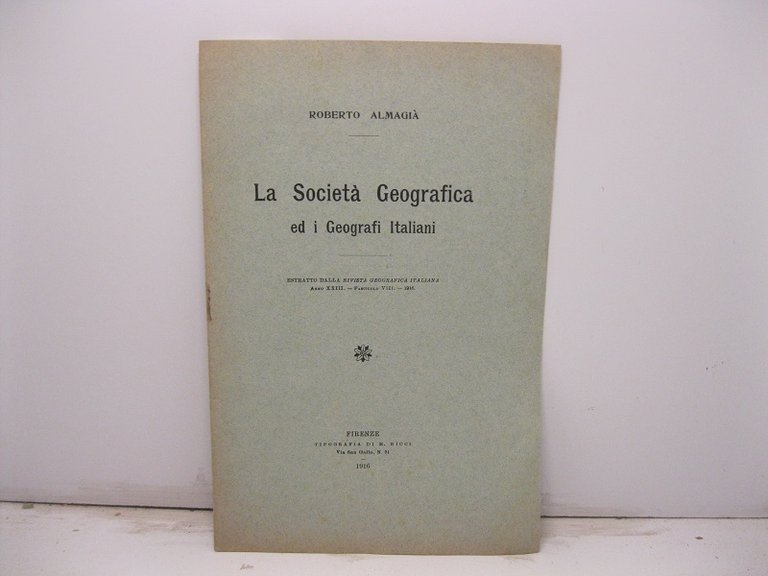 ROBERTO ALMAGIÀ
La Società Geografica
ed i Geografi Italiani
ESTRATTO DALLA RIVISTA GEOGRAFICA ITALIANA
ANNO XXIII. — FASCICOLO VIII. — 1916.
FIRENZE
TIPOGRAFIA DI M. RICCI
Via San Gallo, N. 31
1916